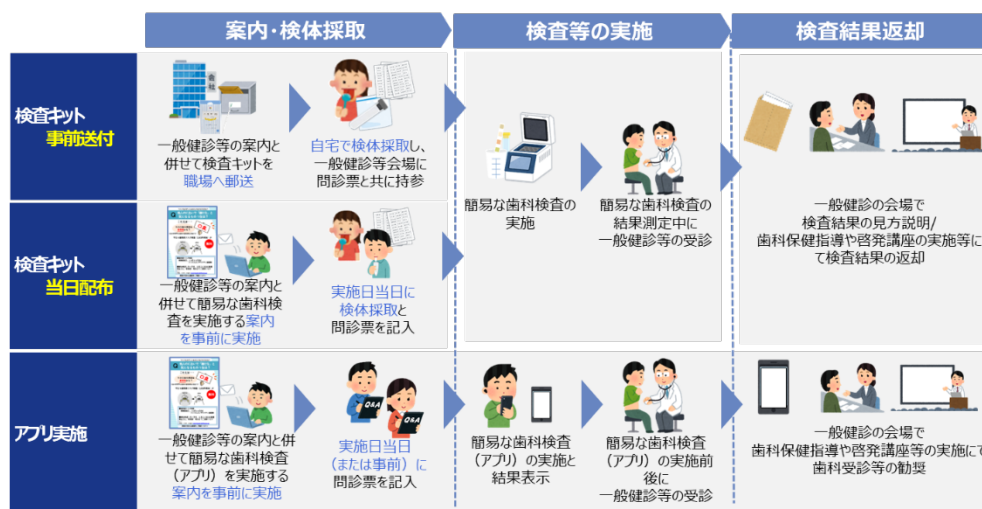 案内・検体採取
検査等の実施
検査結果返却
検査キット
事前送付
会社
一般健診等の案内と
併せて検査キットを
職場へ郵送
自宅で検体採取し、
一般健診等会場に
問診票と共に持参
簡易な歯科検査の
実施
簡易な歯科検査の
結果測定中に
一般健診等の受診
一般健診の会場で
検査結果の見方説明/
歯科保健指導や啓発講座の実施等に
て検査結果の返却
検査キット
当日配布
一般健診等の案内と
併せて簡易な歯科検
査を実施する案内
を事前に実施
実施日当日に
検体採取と
問診票を記入
アプリ実施
一般健診等の案内と併
せて簡易な歯科検査
（アプリ）を実施する
案内を事前に実施
Q&A
Q&A
実施日当日
（または事前）に
問診票を記入
簡易な歯科検査
（アプリ）の実施と
結果表示
簡易な歯科検査
（アプリ）の実施前
後に
一般健診等の受診
一般健診の会場で
歯科保健指導や啓発講座等の実施にて
歯科受診等の勧奨